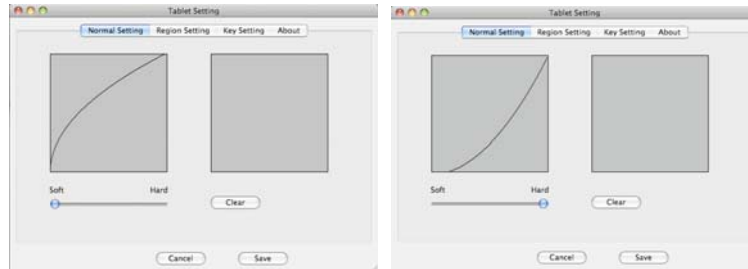 Tablet Setting
Normal Setting Region Setting Key Setting About
Soft Hard
Clear
Cancel Save
Tablet Setting
Normal Setting Region Setting Key Setting About
Soft Hard
Clear
Cancel Save